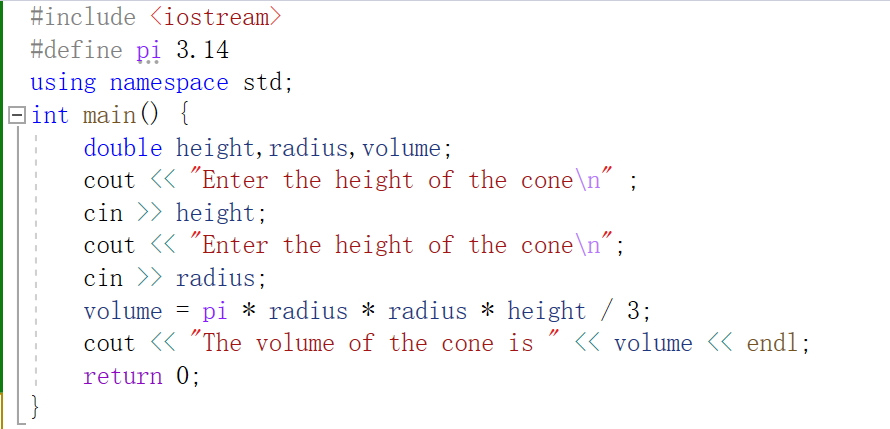 #include <iostream>
#define pi 3.14
using namespace std;
int main() {
double height,radius,volume;
cout << "Enter the height of the cone\n" ;
cin >> height;
cout << "Enter the height of the cone\n";
cin >> radius;
volume = pi * radius * radius * height / 3;
cout << "The volume of the cone is " << volume << endl;
return 0;
}